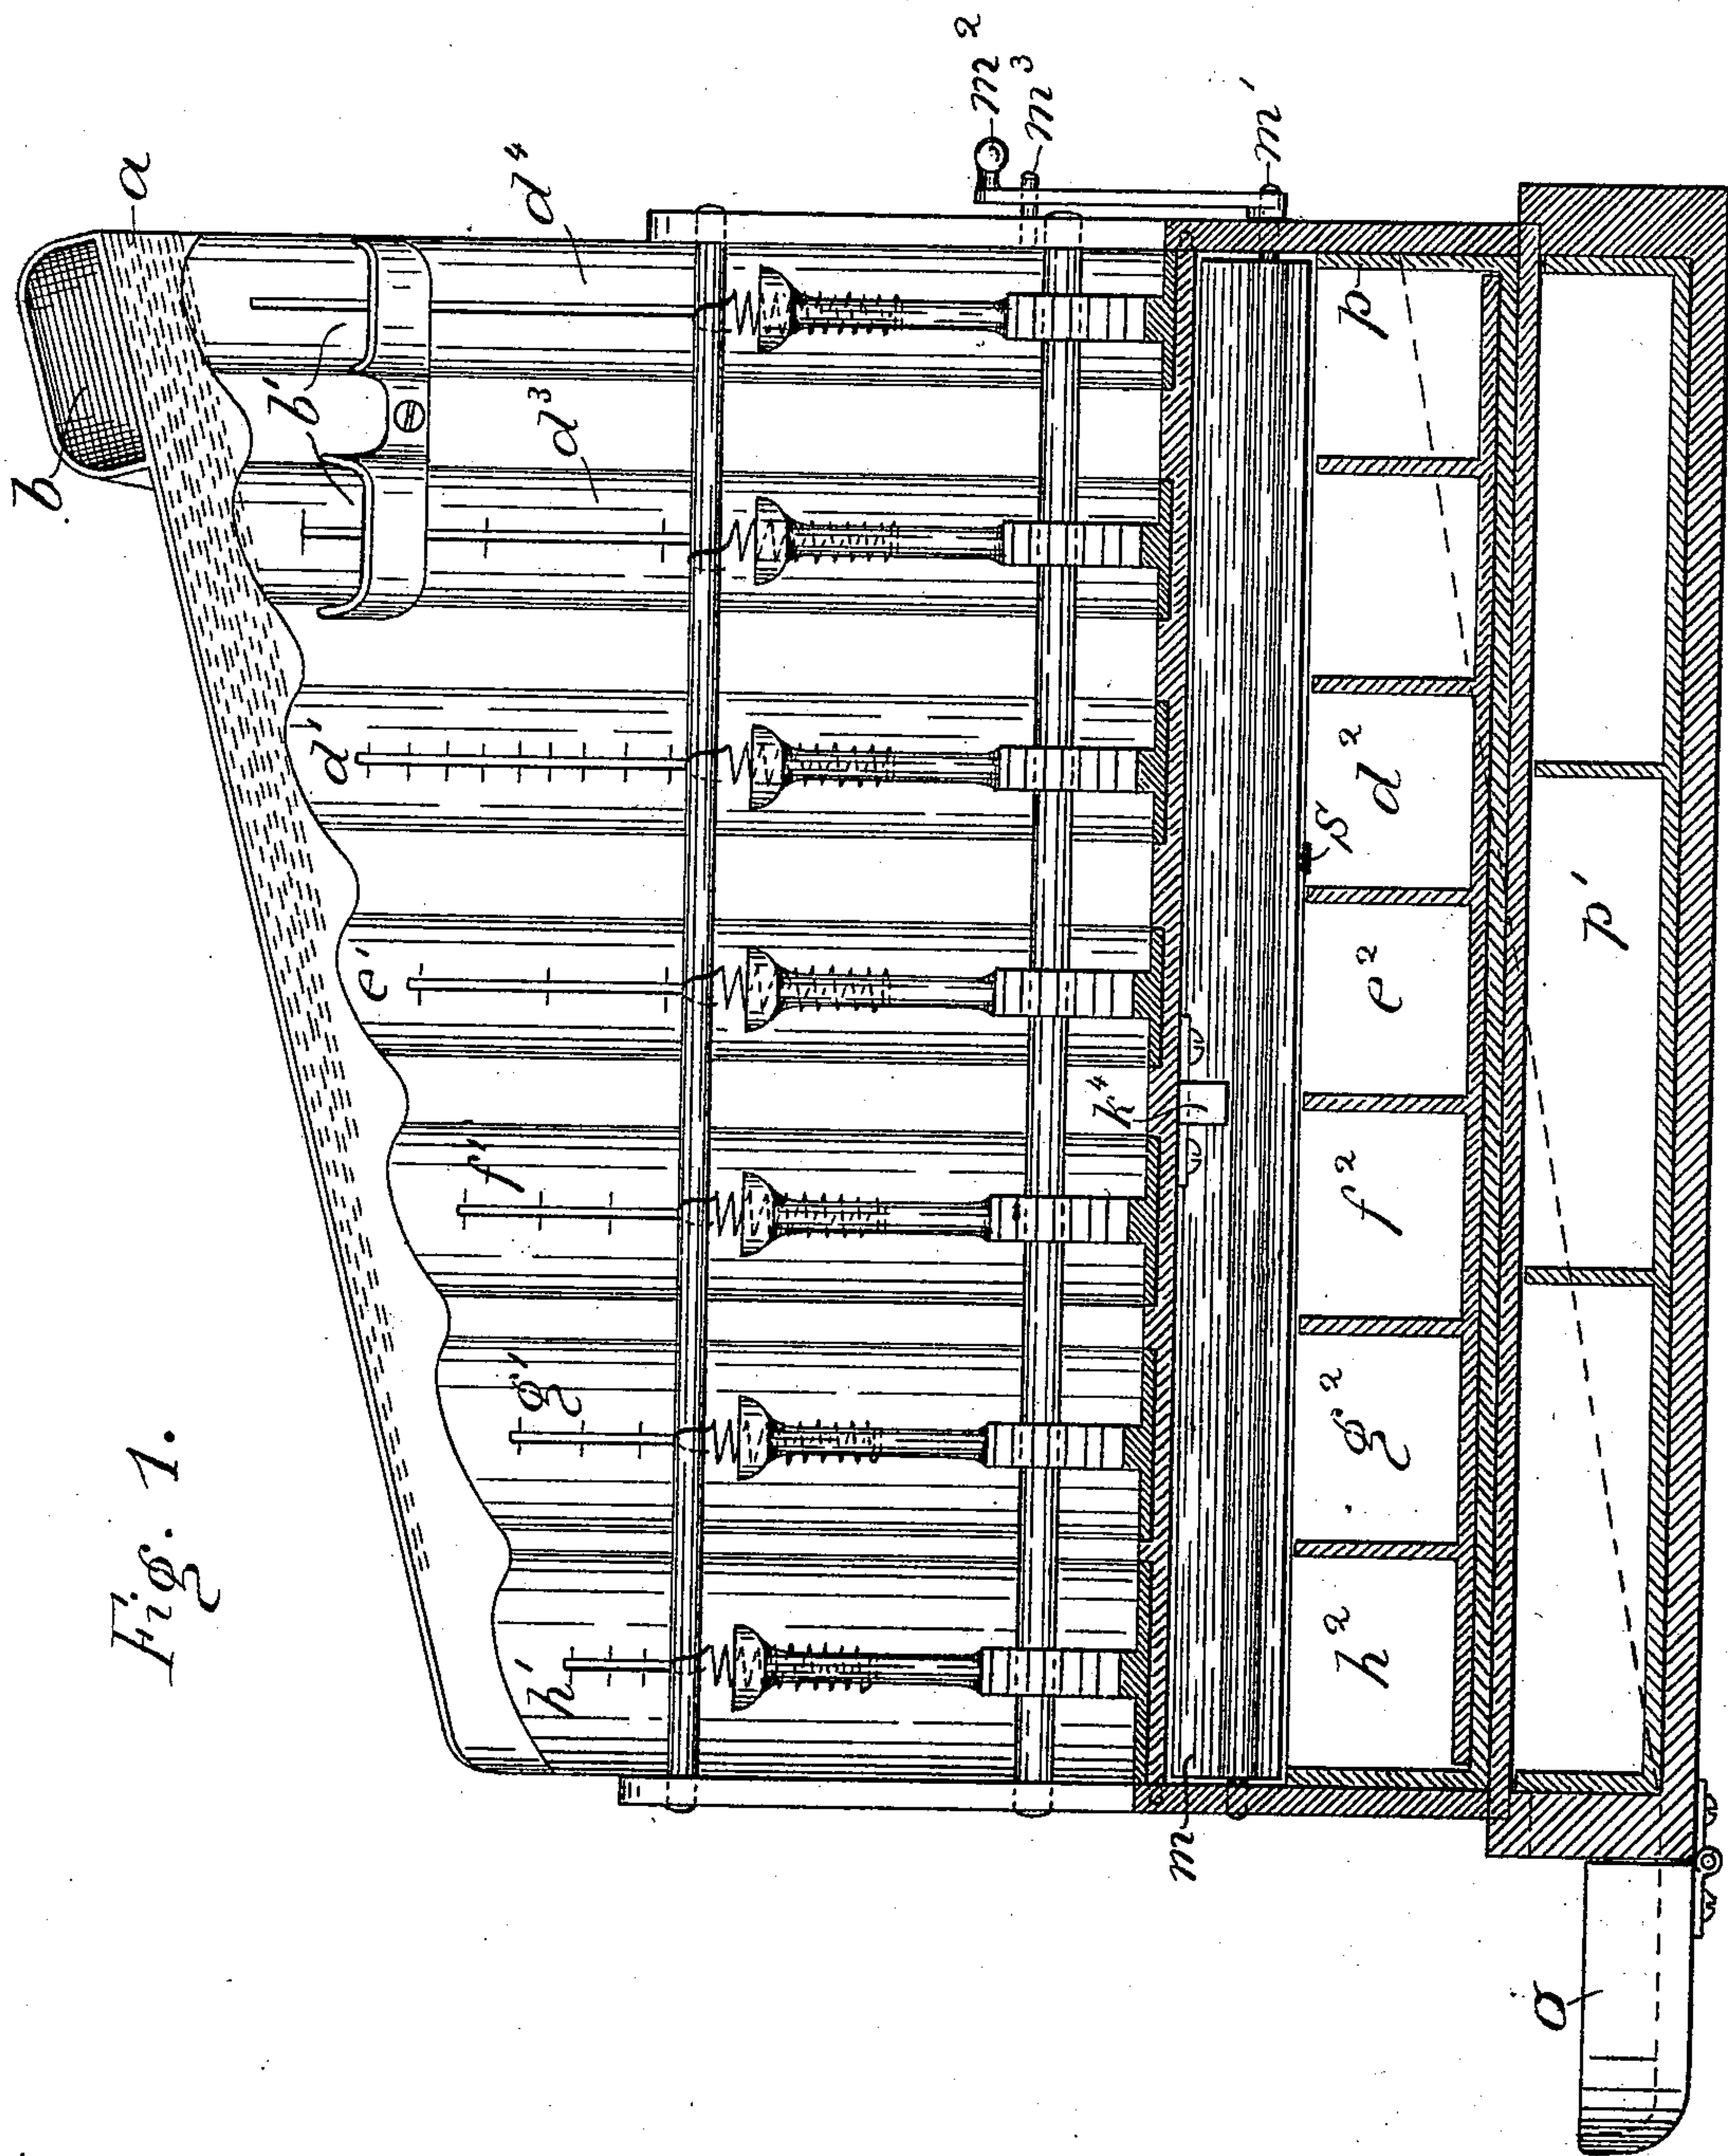 Fig. 1.
b
a
b'
d³
d⁴
d'
e'
f'
g'
h'
m²
m³
m'
m
k⁴
s'
p
h²
g²
f²
e²
d²
p'
o